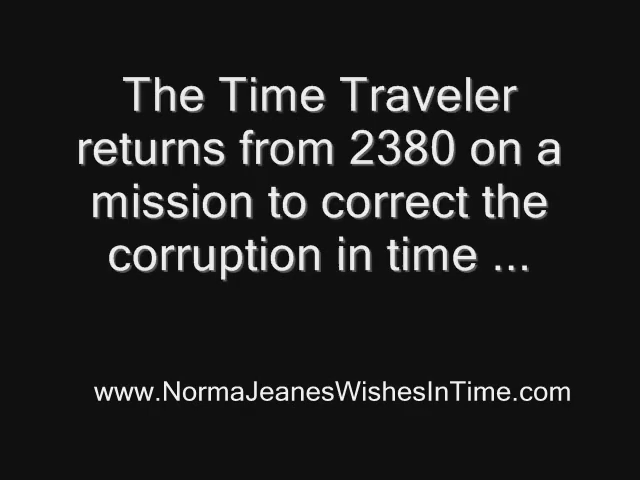 The Time Traveler
returns from 2380 on a
mission to correct the
corruption in time ...
www.NormaJeanesWishesInTime.com